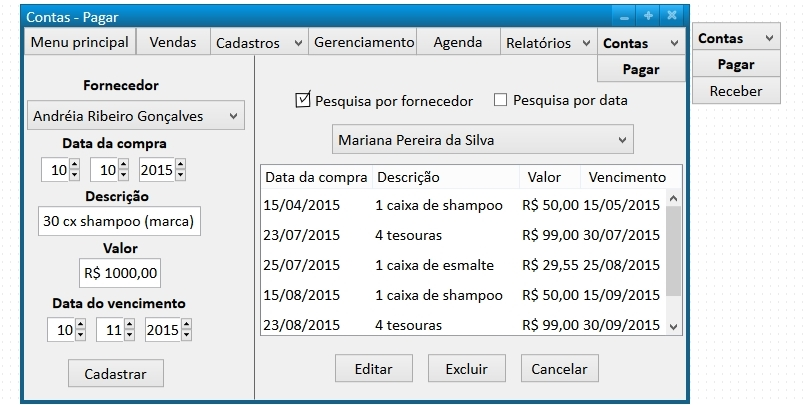 Contas - Pagar
Menu principal Vendas Cadastros Gerenciamento Agenda Relatórios Contas
Pagar
Fornecedor
Andréia Ribeiro Gonçalves
Data da compra
10 10 2015
Descrição
30 cx shampoo (marca)
Valor
R$ 1000,00
Data do vencimento
10 11 2015
Cadastrar
Pesquisa por fornecedor Pesquisa por data
Mariana Pereira da Silva
Data da compra Descrição Valor Vencimento
15/04/2015 1 caixa de shampoo R$ 50,00 15/05/2015
23/07/2015 4 tesouras R$ 99,00 30/07/2015
25/07/2015 1 caixa de esmalte R$ 29,55 25/08/2015
15/08/2015 1 caixa de shampoo R$ 50,00 15/09/2015
23/08/2015 4 tesouras R$ 99,00 30/09/2015
Editar Excluir Cancelar
Contas
Pagar
Receber